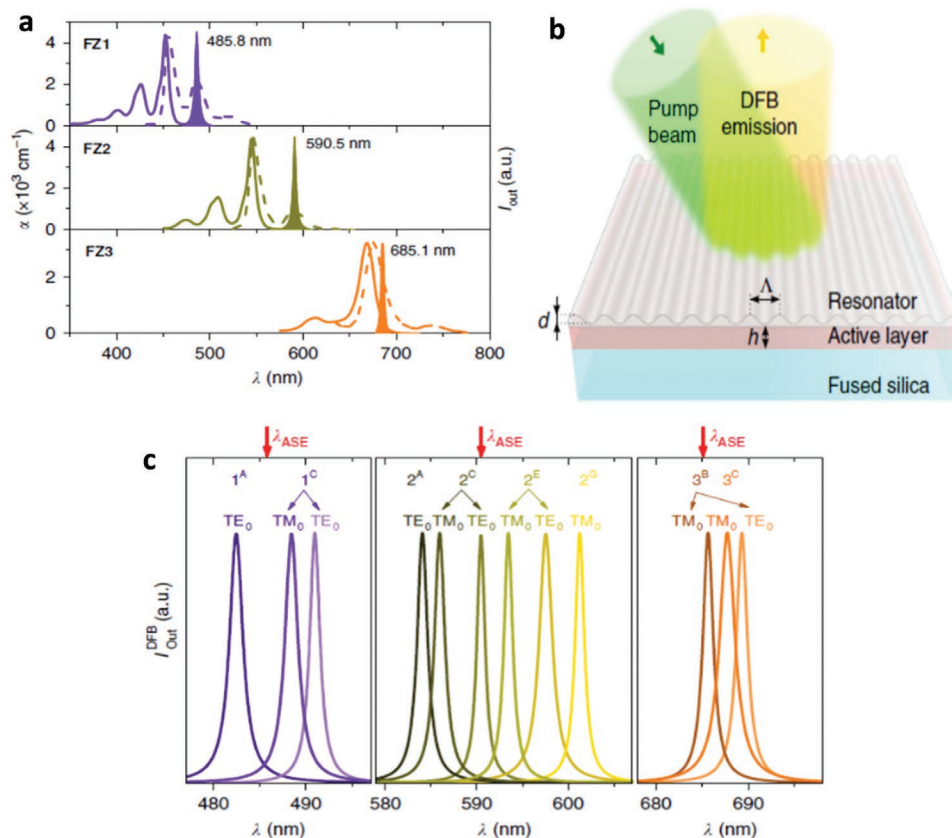 a
FZ1
485.8 nm
4
2
0
FZ2
590.5 nm
4
2
0
FZ3
685.1 nm
2
0
α (×10³ cm⁻¹)
I_out (a.u.)
400 500 600 700 800
λ (nm)
b
Pump
beam
DFB
emission
Λ
Resonator
d
h
Active layer
Fused silica
c
λ_ASE λ_ASE λ_ASE
1^A 1^C 2^A 2^C 2^E 2^G 3^B 3^C
TE₀ TM₀ TE₀ TE₀ TM₀ TE₀ TM₀ TE₀ TM₀ TM₀ TM₀ TE₀
I_Out^DFB (a.u.)
480 490 580 590 600 680 690
λ (nm) λ (nm) λ (nm)